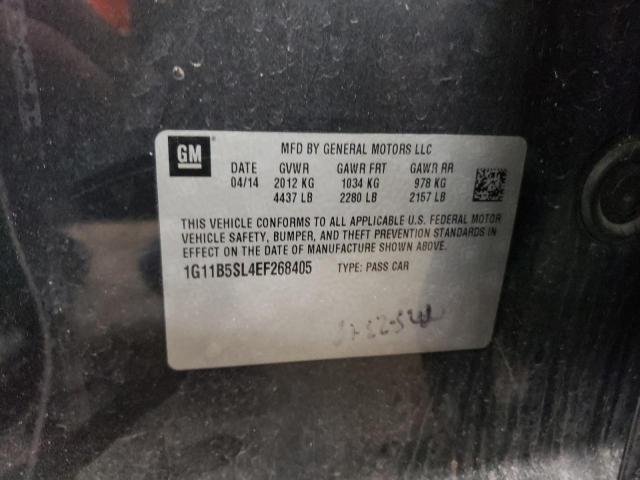 GM
MFD BY GENERAL MOTORS LLC
DATE GVWR GAWR FRT GAWR RR
04/14 2012 KG 1034 KG 978 KG
4437 LB 2280 LB 2157 LB
THIS VEHICLE CONFORMS TO ALL APPLICABLE U.S. FEDERAL MOTOR
VEHICLE SAFETY, BUMPER, AND THEFT PREVENTION STANDARDS IN
EFFECT ON THE DATE OF MANUFACTURE SHOWN ABOVE.
1G11B5SL4EF268405 TYPE: PASS CAR